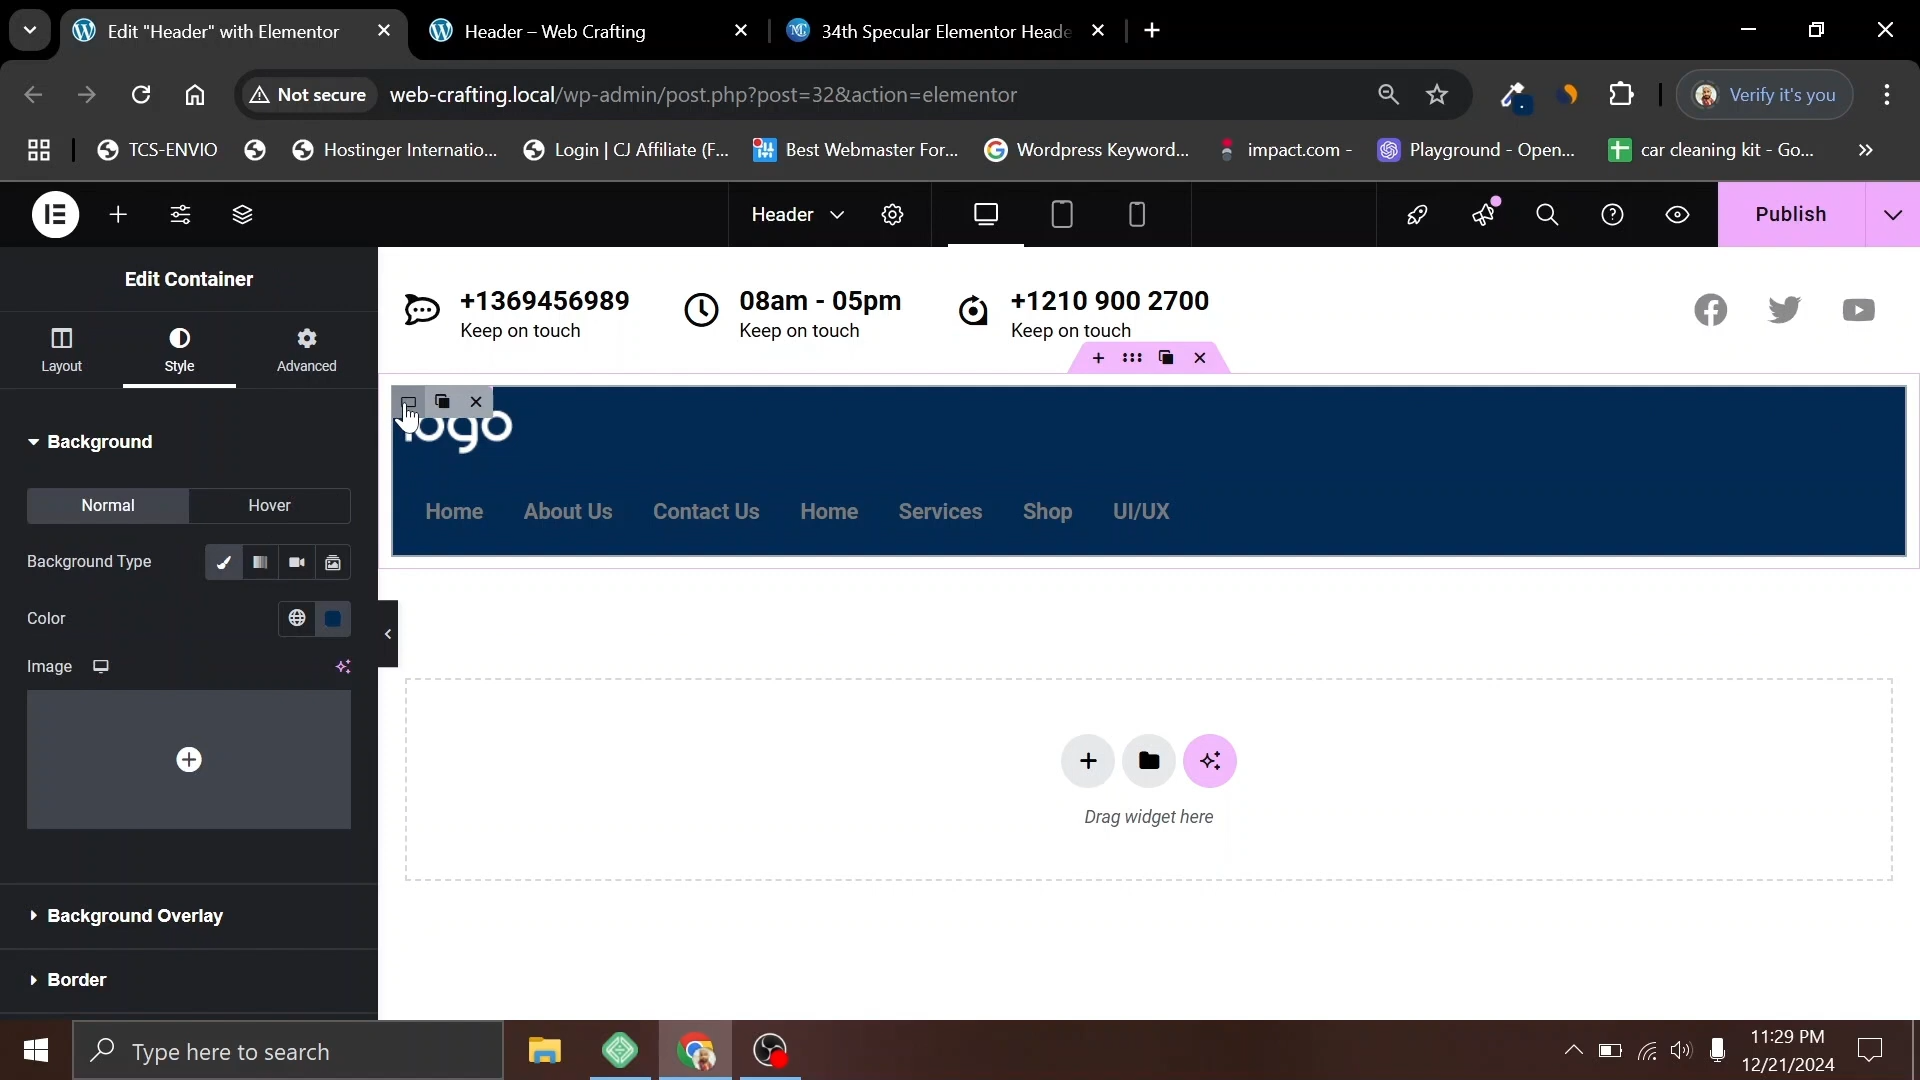 Edit "Header" with Elementor
Header – Web Crafting
34th Specular Elementor Heade
Not secure
web-crafting.local/wp-admin/post.php?post=32&action=elementor
Verify it's you
TCS-ENVIO
Hostinger Internatio...
Login | CJ Affiliate (F...
Best Webmaster For...
Wordpress Keyword...
impact.com -
Playground - Open...
car cleaning kit - Go...
Header
Publish
Edit Container
Layout
Style
Advanced
Background
Normal
Hover
Background Type
Color
Image
Background Overlay
Border
+1369456989
Keep on touch
08am - 05pm
Keep on touch
+1210 900 2700
Keep on touch
logo
Home
About Us
Contact Us
Home
Services
Shop
UI/UX
Drag widget here
Type here to search
11:29 PM
12/21/2024